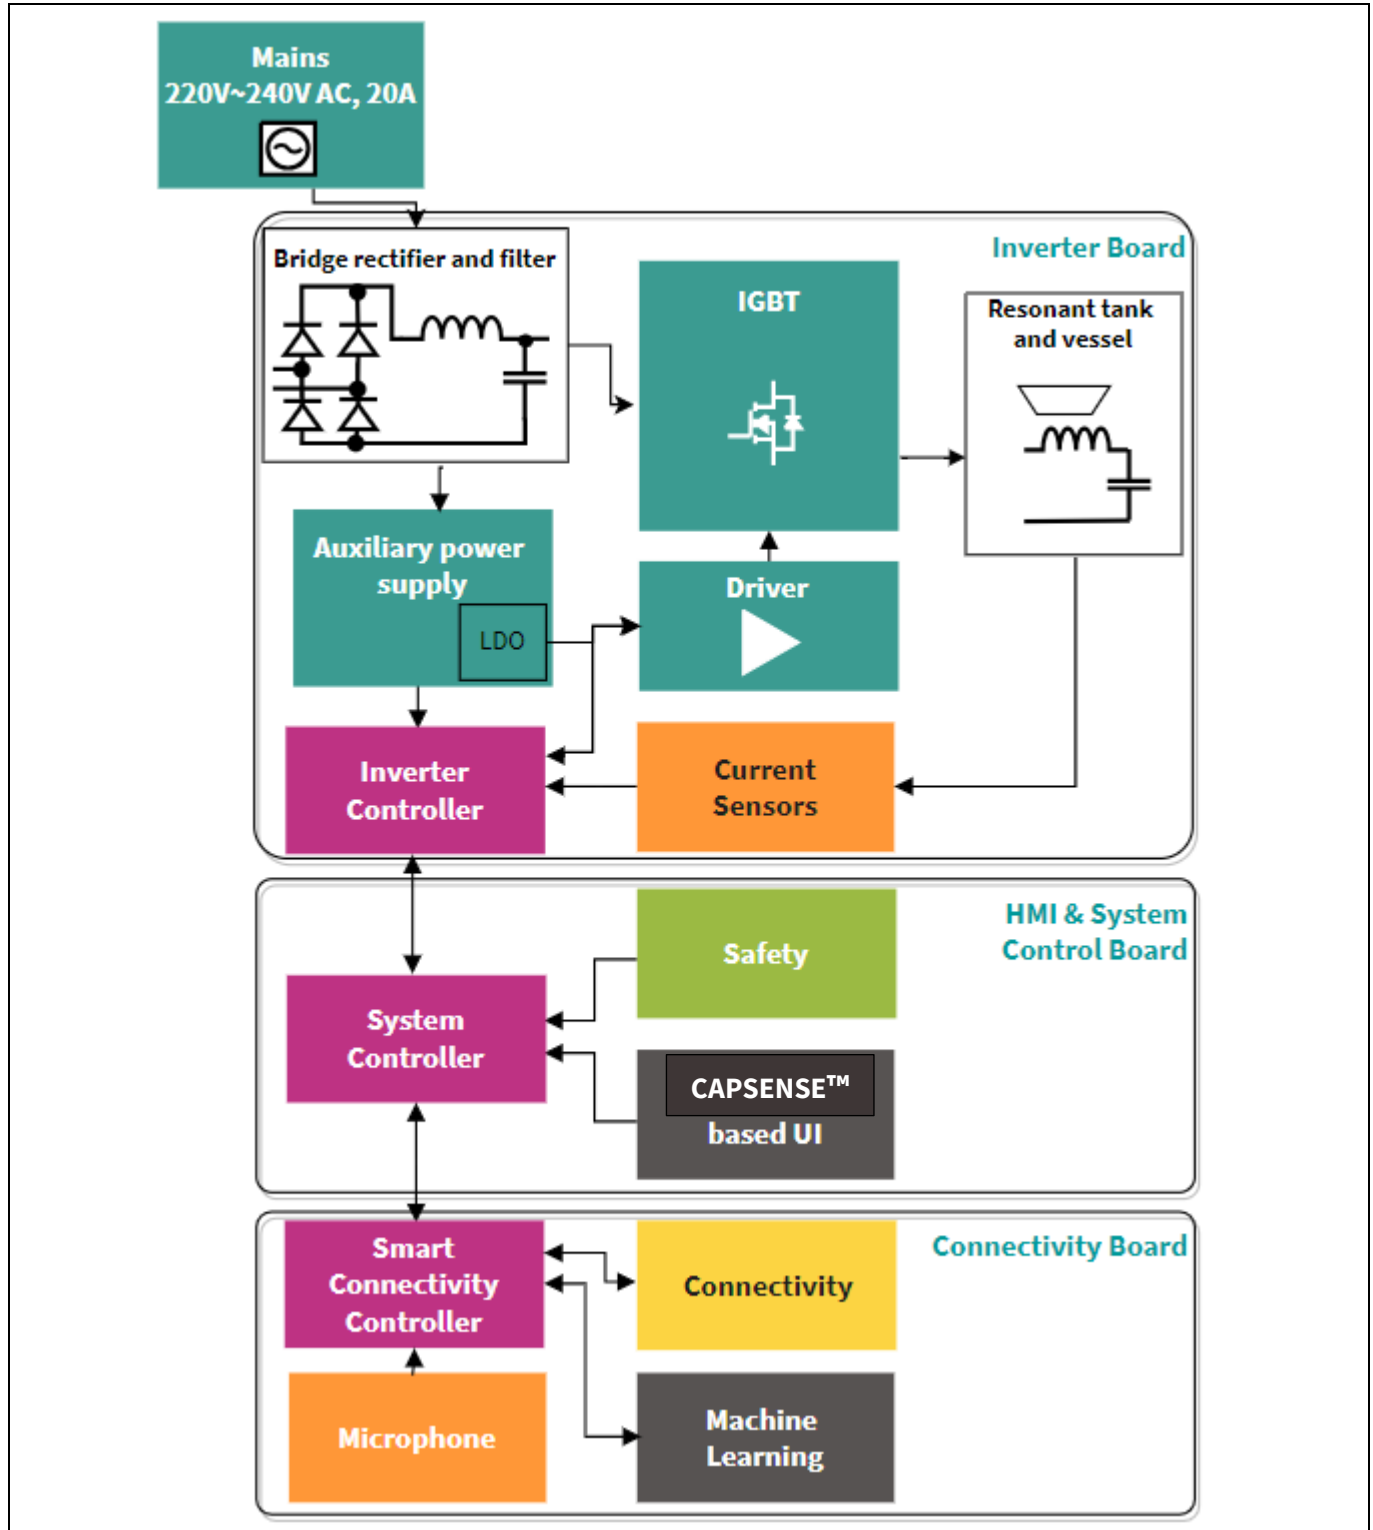 Mains
220V~240V AC, 20A
Inverter Board
Bridge rectifier and filter
IGBT
Resonant tank
and vessel
Auxiliary power
supply
LDO
Driver
Inverter
Controller
Current
Sensors
HMI & System
Control Board
Safety
System
Controller
CAPSENSE™
based UI
Connectivity Board
Smart
Connectivity
Controller
Connectivity
Microphone
Machine
Learning